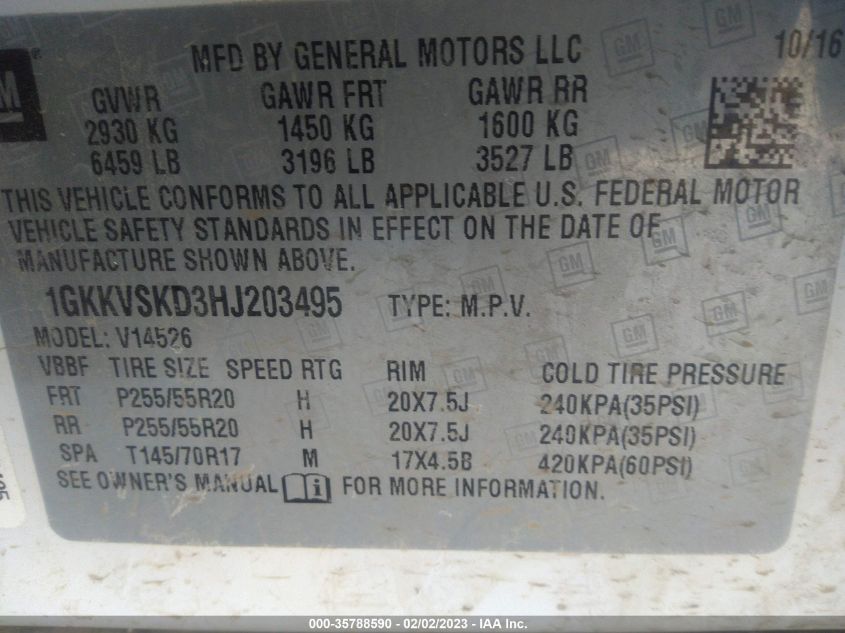 M ®
MFD BY GENERAL MOTORS LLC 10/16
GVWR GAWR FRT GAWR RR
2930 KG 1450 KG 1600 KG
6459 LB 3196 LB 3527 LB
THIS VEHICLE CONFORMS TO ALL APPLICABLE U.S. FEDERAL MOTOR
VEHICLE SAFETY STANDARDS IN EFFECT ON THE DATE OF
MANUFACTURE SHOWN ABOVE.
1GKKVSKD3HJ203495 TYPE: M.P.V.
MODEL: V14526
VBBF TIRE SIZE SPEED RTG RIM COLD TIRE PRESSURE
FRT P255/55R20 H 20X7.5J 240KPA(35PSI)
RR P255/55R20 H 20X7.5J 240KPA(35PSI)
SPA T145/70R17 M 17X4.5B 420KPA(60PSI)
SEE OWNER'S MANUAL i FOR MORE INFORMATION.
000-35788590 - 02/02/2023 - IAA Inc.